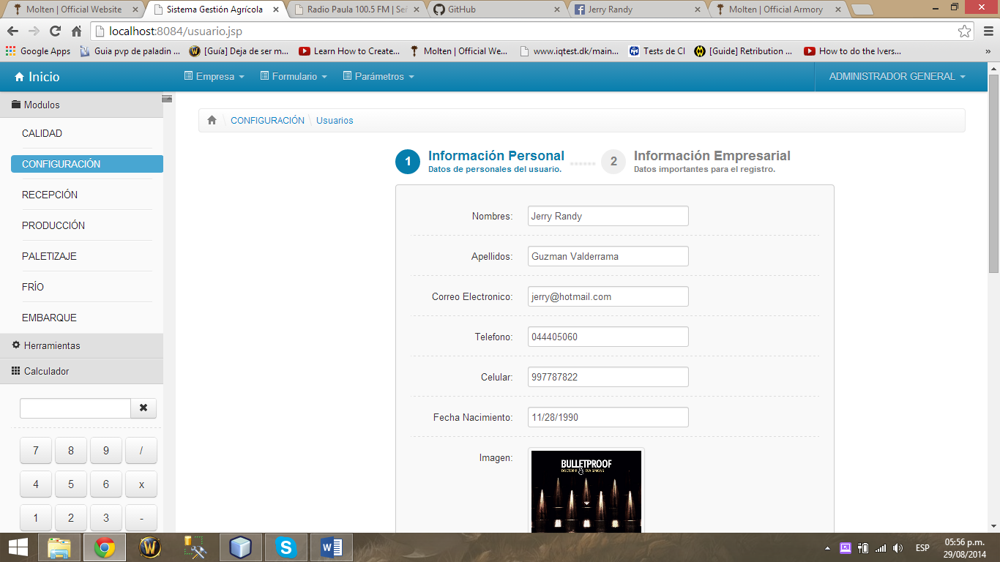 Molten | Official Website
Sistema Gestión Agrícola
Radio Paula 100.5 FM | Señ
GitHub
Jerry Randy
Molten | Official Armory
localhost:8084/usuario.jsp
Google Apps
Guia pvp de paladin ...
[Guía] Deja de ser m...
Learn How to Create...
Molten | Official We...
www.iqtest.dk/main...
Tests de CI
[Guide] Retribution ...
How to do the Ivers...
»
Inicio
Empresa
Formulario
Parámetros
ADMINISTRADOR GENERAL
Modulos
CALIDAD
CONFIGURACIÓN
RECEPCIÓN
PRODUCCIÓN
PALETIZAJE
FRÍO
EMBARQUE
Herramientas
Calculador
7 8 9 /
4 5 6 x
1 2 3 -
CONFIGURACIÓN \ Usuarios
1 Información Personal
Datos de personales del usuario.
2 Información Empresarial
Datos importantes para el registro.
Nombres: Jerry Randy
Apellidos: Guzman Valderrama
Correo Electronico: jerry@hotmail.com
Telefono: 044405060
Celular: 997787822
Fecha Nacimiento: 11/28/1990
Imagen:
BULLETPROOF
DOCTOR P & EVA SIMONS
ESP
05:56 p.m.
29/08/2014